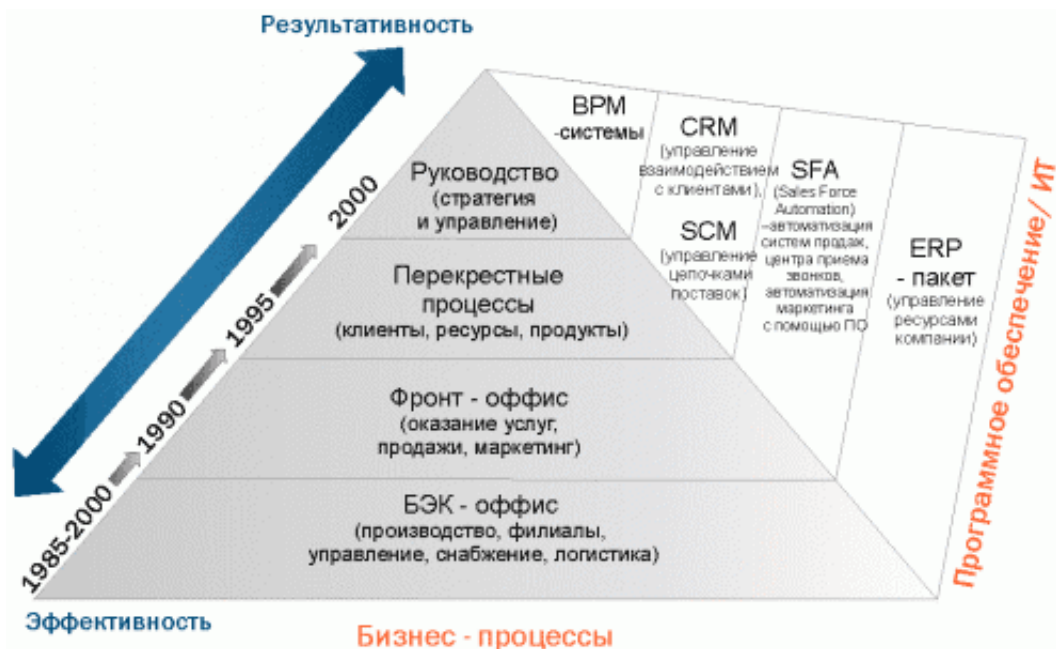 Результативность
2000
1995
1990
1985-2000
Эффективность
Руководство
(стратегия
и управление)
Перекрестные
процессы
(клиенты, ресурсы, продукты)
Фронт - оффис
(оказание услуг,
продажи, маркетинг)
БЭК - оффис
(производство, филиалы,
управление, снабжение, логистика)
BPM
-системы
CRM
(управление
взаимодействием
с клиентами),
SCM
(управление
цепочками
поставок)
SFA
(Sales Force
Automation)
–автоматизация
систем продаж,
центра приема
звонков,
автоматизация
маркетинга
с помощью ПО
ERP
- пакет
(управление
ресурсами
компании)
Программное обеспечение/ ИТ
Бизнес - процессы